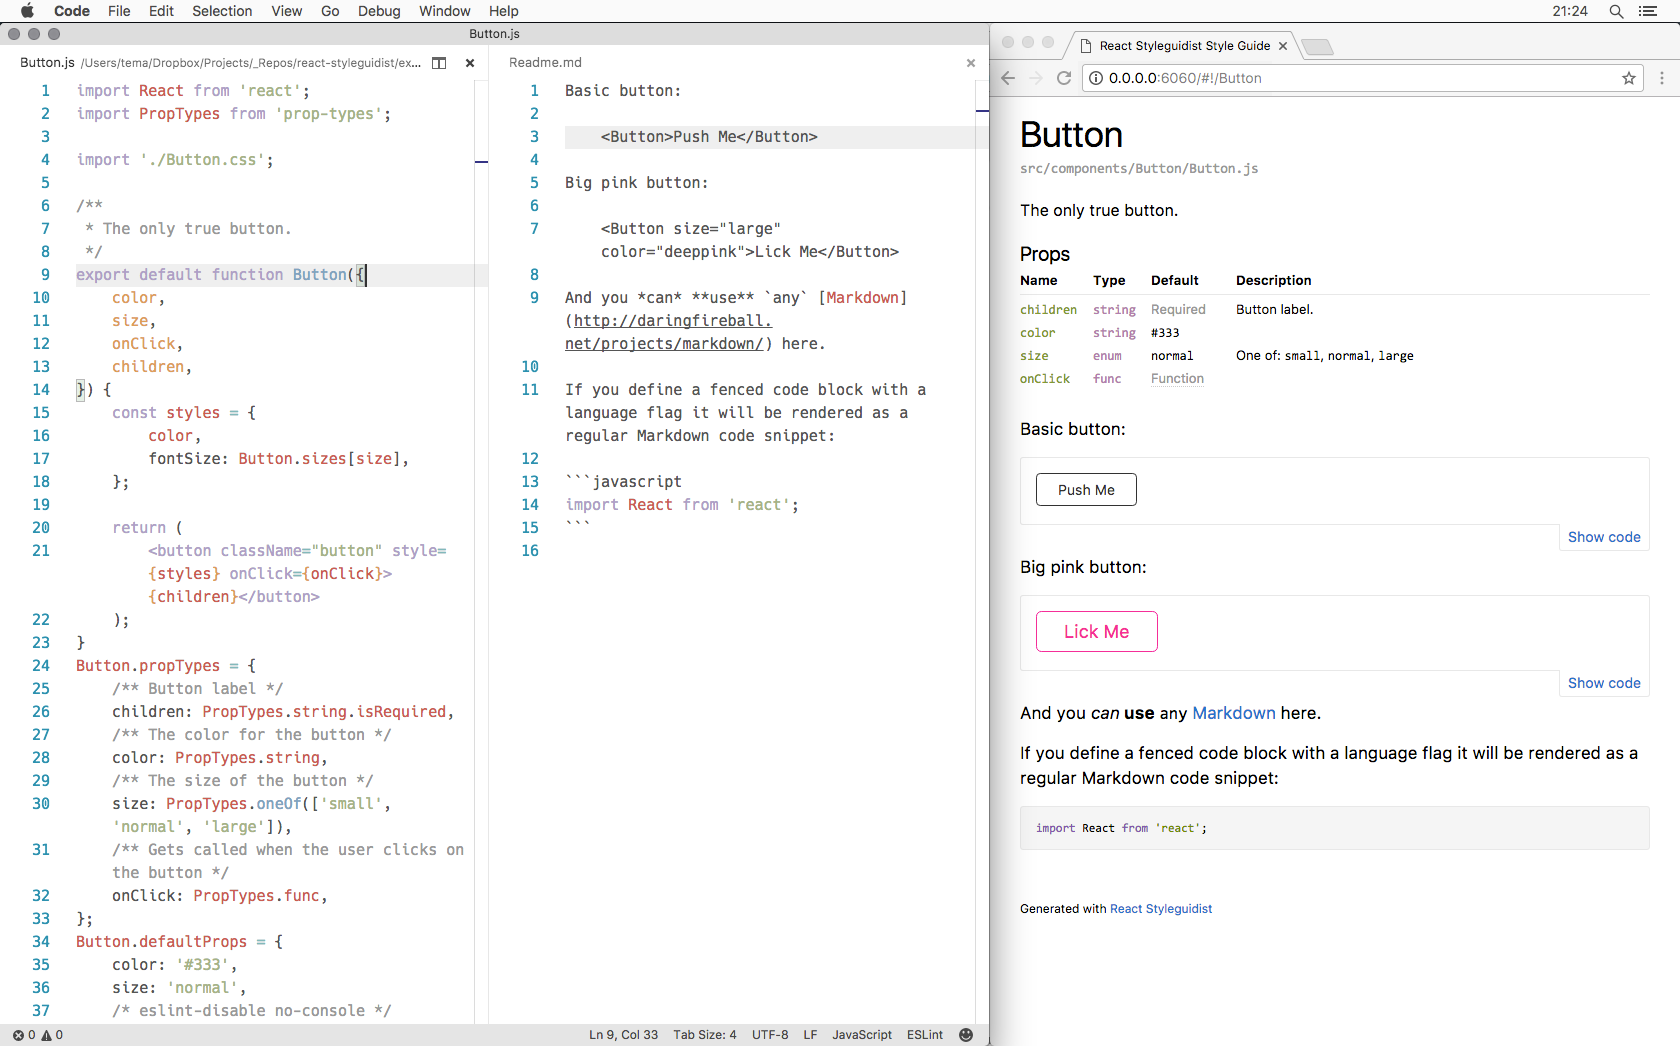 Code File Edit Selection View Go Debug Window Help 21:24
Button.js
Button.js /Users/tema/Dropbox/Projects/_Repos/react-styleguidist/ex...
1 import React from 'react';
2 import PropTypes from 'prop-types';
3
4 import './Button.css';
5
6 /**
7 * The only true button.
8 */
9 export default function Button({
10 color,
11 size,
12 onClick,
13 children,
14 }) {
15 const styles = {
16 color,
17 fontSize: Button.sizes[size],
18 };
19
20 return (
21 <button className="button" style=
{styles} onClick={onClick}>
{children}</button>
22 );
23 }
24 Button.propTypes = {
25 /** Button label */
26 children: PropTypes.string.isRequired,
27 /** The color for the button */
28 color: PropTypes.string,
29 /** The size of the button */
30 size: PropTypes.oneOf(['small',
'normal', 'large']),
31 /** Gets called when the user clicks on
the button */
32 onClick: PropTypes.func,
33 };
34 Button.defaultProps = {
35 color: '#333',
36 size: 'normal',
37 /* eslint-disable no-console */
Readme.md
1 Basic button:
2
3 <Button>Push Me</Button>
4
5 Big pink button:
6
7 <Button size="large"
color="deeppink">Lick Me</Button>
8
9 And you *can* **use** `any` [Markdown]
(http://daringfireball.
net/projects/markdown/) here.
10
11 If you define a fenced code block with a
language flag it will be rendered as a
regular Markdown code snippet:
12
13 ```javascript
14 import React from 'react';
15 ```
16
0 0 Ln 9, Col 33 Tab Size: 4 UTF-8 LF JavaScript ESLint
React Styleguidist Style Guide
0.0.0.0:6060/#!/Button
Button
src/components/Button/Button.js
The only true button.
Props
Name Type Default Description
children string Required Button label.
color string #333
size enum normal One of: small, normal, large
onClick func Function
Basic button:
Push Me
Show code
Big pink button:
Lick Me
Show code
And you can use any Markdown here.
If you define a fenced code block with a language flag it will be rendered as a
regular Markdown code snippet:
import React from 'react';
Generated with React Styleguidist